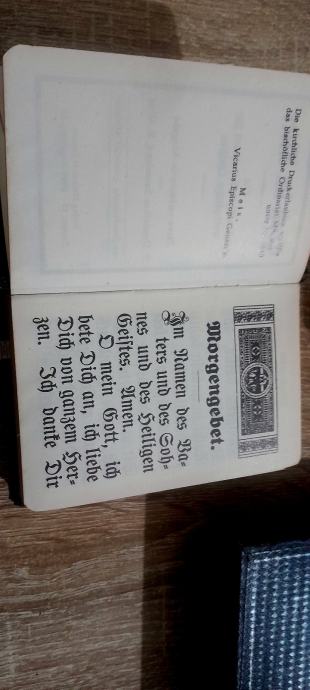 Die kirchliche Druckerlaubnis
das bischöfliche Ordinariat
Meis,
Vicarius Episcopi
Morgengebet.
Im Namen des Va-
ters und des Soh-
nes und des Heiligen
Geistes. Amen.
O mein Gott, ich
bete Dich an, ich liebe
Dich von ganzem Her-
zen. Ich danke Dir